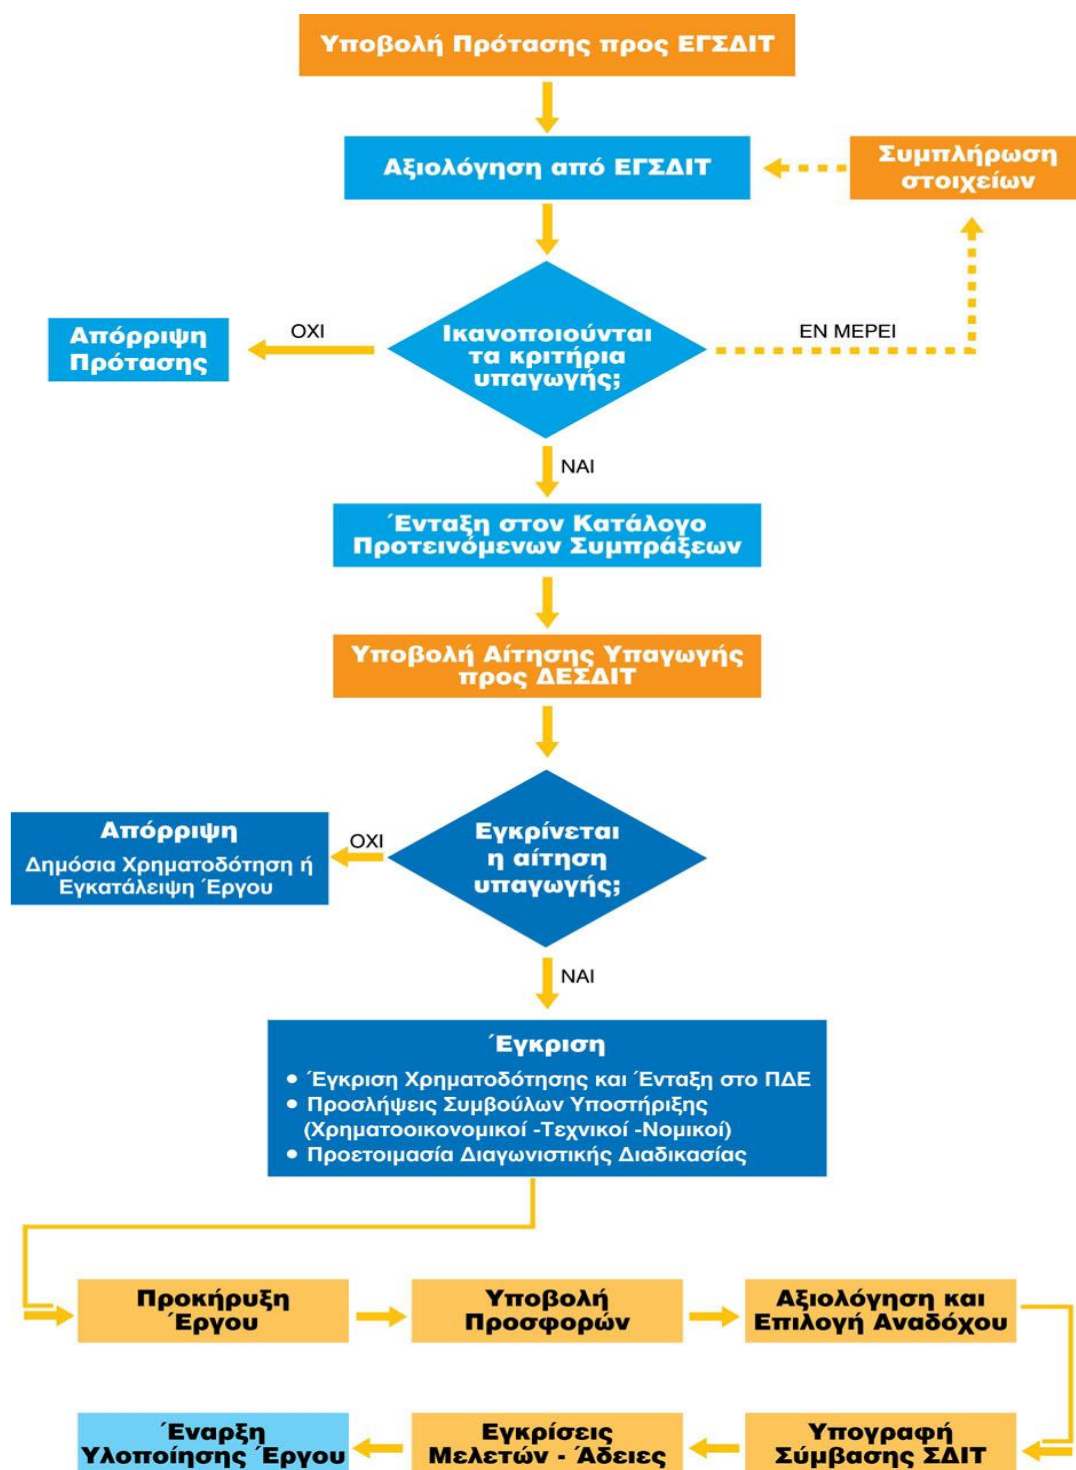 Υποβολή Πρότασης προς ΕΓΣΔΙΤ
Αξιολόγηση από ΕΓΣΔΙΤ
Συμπλήρωση
στοιχείων
Ικανοποιούνται
τα κριτήρια
υπαγωγής;
ΟΧΙ
Απόρριψη
Πρότασης
ΕΝ ΜΕΡΕΙ
ΝΑΙ
Ένταξη στον Κατάλογο
Προτεινόμενων Συμπράξεων
Υποβολή Αίτησης Υπαγωγής
προς ΔΕΣΔΙΤ
Εγκρίνεται
η αίτηση
υπαγωγής;
ΟΧΙ
Απόρριψη
Δημόσια Χρηματοδότηση ή
Εγκατάλειψη Έργου
ΝΑΙ
Έγκριση
• Έγκριση Χρηματοδότησης και Ένταξη στο ΠΔΕ
• Προσλήψεις Συμβούλων Υποστήριξης
(Χρηματοοικονομικοί -Τεχνικοί -Νομικοί)
• Προετοιμασία Διαγωνιστικής Διαδικασίας
Προκήρυξη
Έργου
Υποβολή
Προσφορών
Αξιολόγηση και
Επιλογή Αναδόχου
Υπογραφή
Σύμβασης ΣΔΙΤ
Εγκρίσεις
Μελετών - Άδειες
Έναρξη
Υλοποίησης Έργου